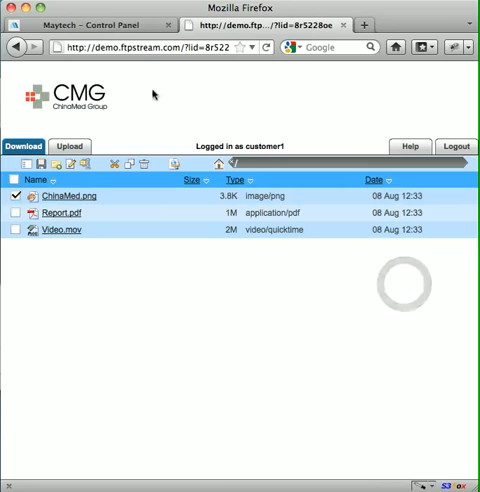 Mozilla Firefox
Maytech - Control Panel
http://demo.ftp...m/?lid=8r5228oe
http://demo.ftpstream.com/?lid=8r522
Google
CMG
ChinaMed Group
Download
Upload
Logged in as customer1
Help
Logout
/
Name Size Type Date
ChinaMed.png 3.8K image/png 08 Aug 12:33
Report.pdf 1M application/pdf 08 Aug 12:33
Video.mov 2M video/quicktime 08 Aug 12:33
S3Fox